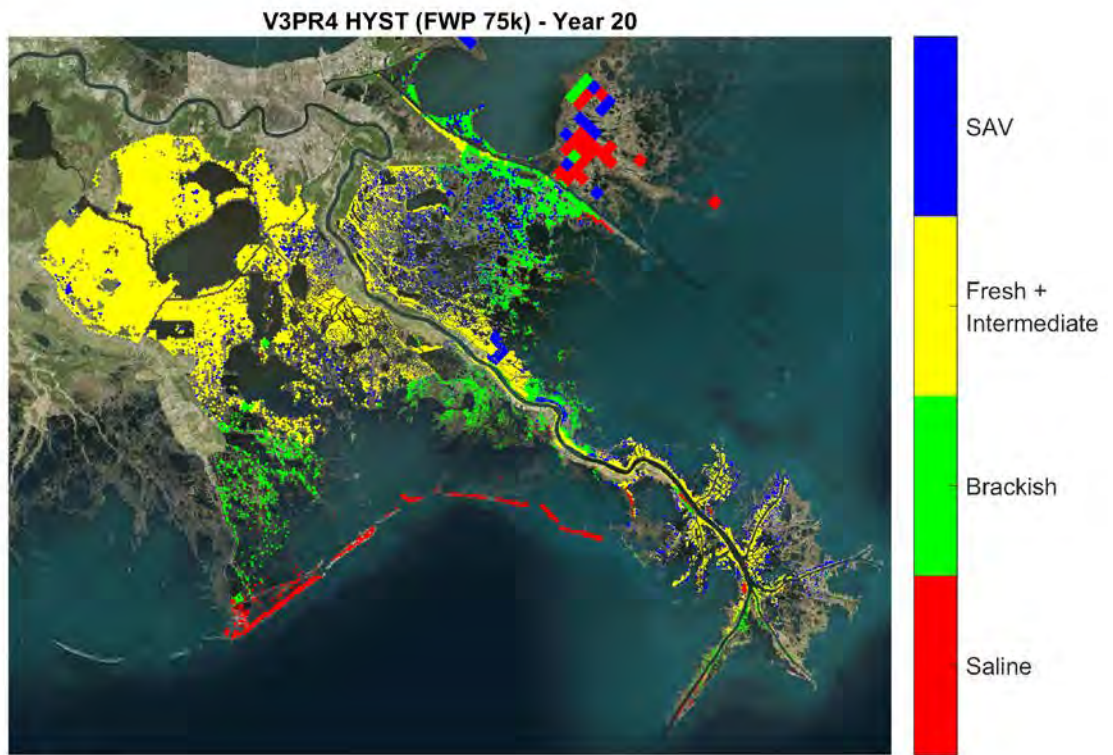 V3PR4 HYST (FWP 75k) - Year 20
SAV
Fresh +
Intermediate
Brackish
Saline